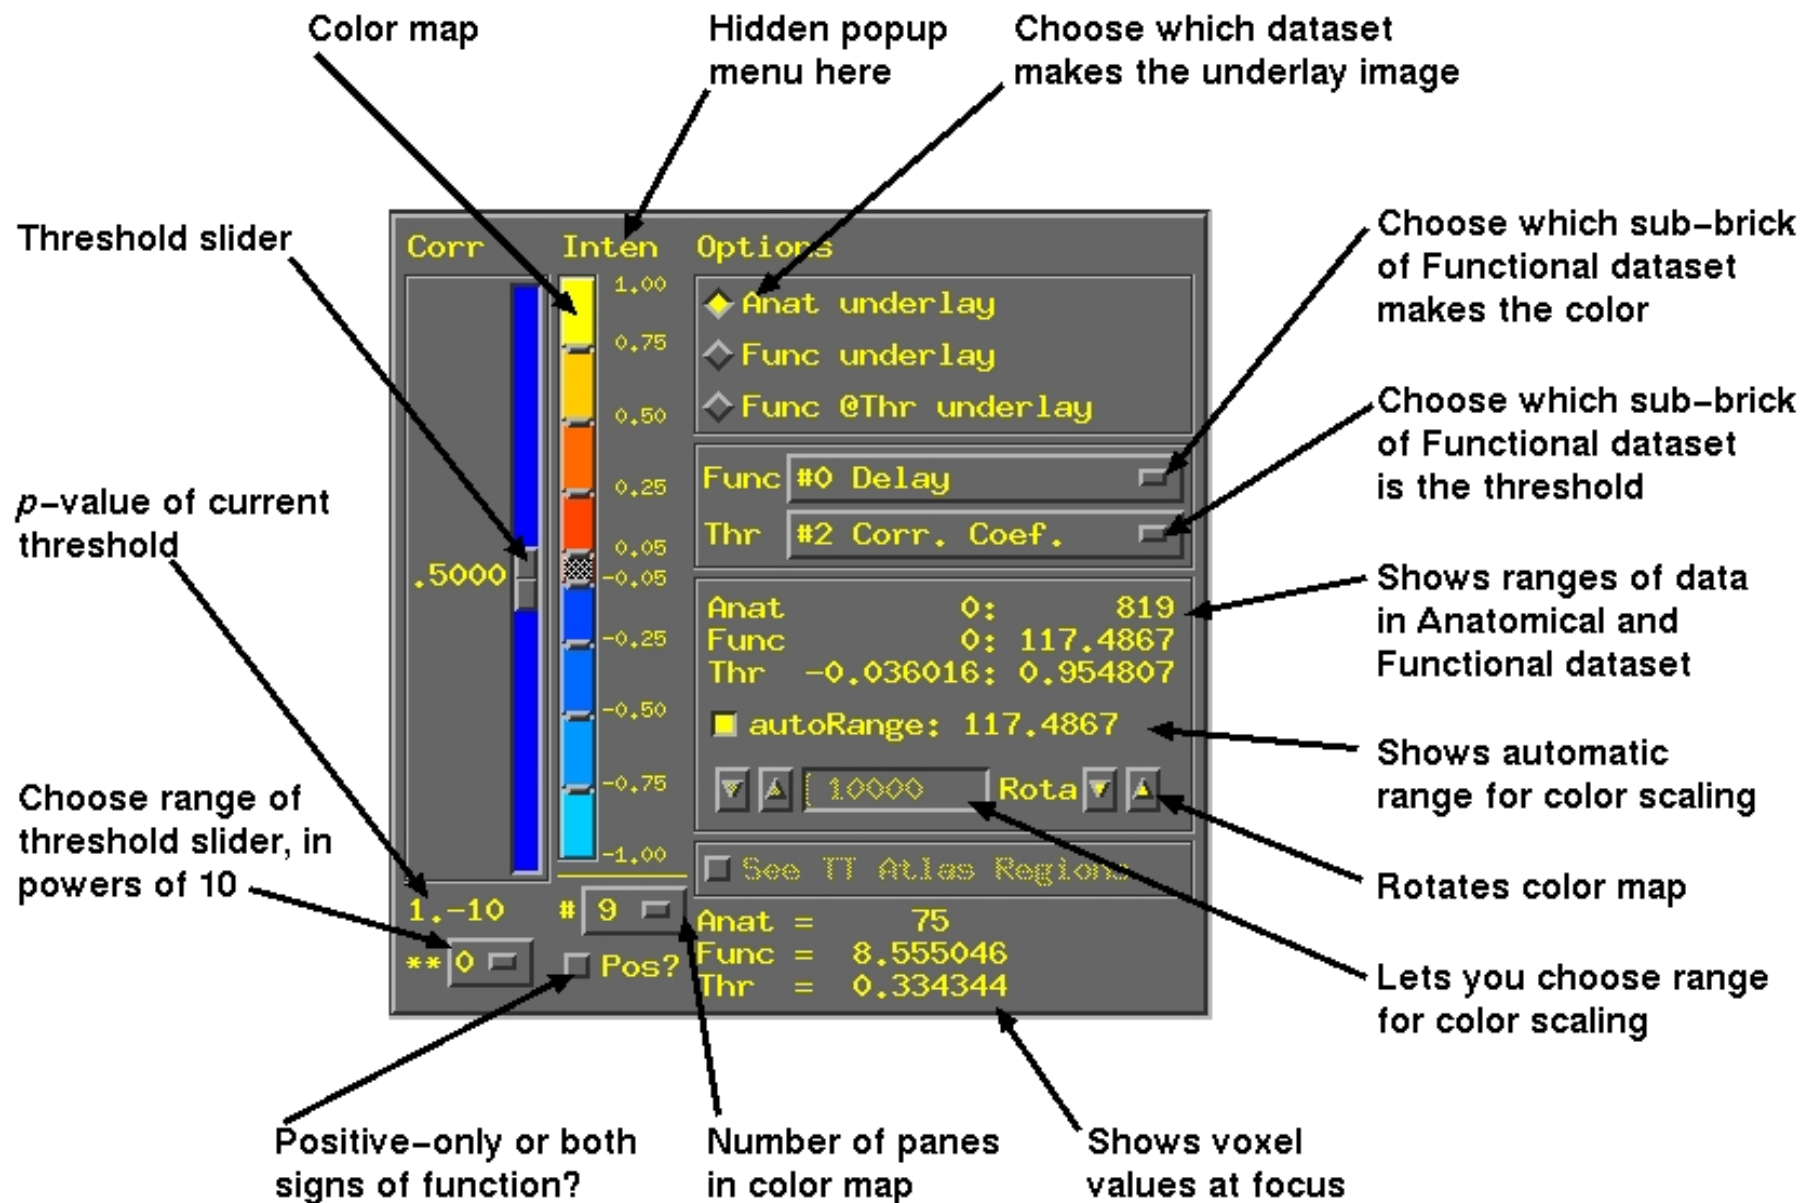 Color map
Hidden popup
menu here
Choose which dataset
makes the underlay image
Threshold slider
p-value of current
threshold
Choose range of
threshold slider, in
powers of 10
Corr
.5000
1.-10
** 0
Inten
1.00
0.75
0.50
0.25
0.05
-0.05
-0.25
-0.50
-0.75
-1.00
# 9
Pos?
Options
Anat underlay
Func underlay
Func @Thr underlay
Func #0 Delay
Thr #2 Corr. Coef.
Anat 0: 819
Func 0: 117.4867
Thr -0.036016: 0.954807
autoRange: 117.4867
10000 Rota
See TT Atlas Regions
Anat = 75
Func = 8.555046
Thr = 0.334344
Choose which sub-brick
of Functional dataset
makes the color
Choose which sub-brick
of Functional dataset
is the threshold
Shows ranges of data
in Anatomical and
Functional dataset
Shows automatic
range for color scaling
Rotates color map
Lets you choose range
for color scaling
Positive-only or both
signs of function?
Number of panes
in color map
Shows voxel
values at focus